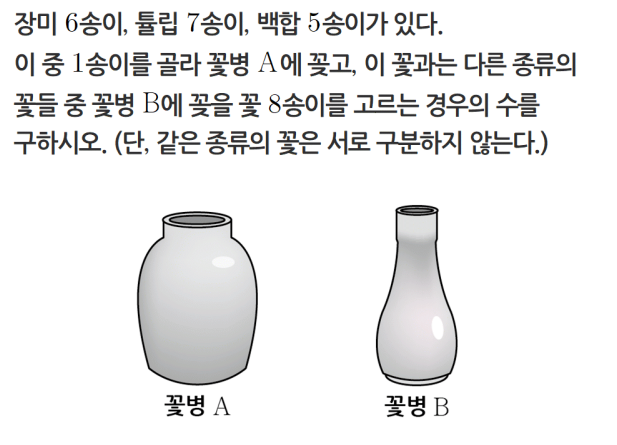 장미 6송이, 튤립 7송이, 백합 5송이가 있다.
이 중 1송이를 골라 꽃병 A에 꽂고, 이 꽃과는 다른 종류의
꽃들 중 꽃병 B에 꽂을 꽃 8송이를 고르는 경우의 수를
구하시오. (단, 같은 종류의 꽃은 서로 구분하지 않는다.)
꽃병 A
꽃병 B